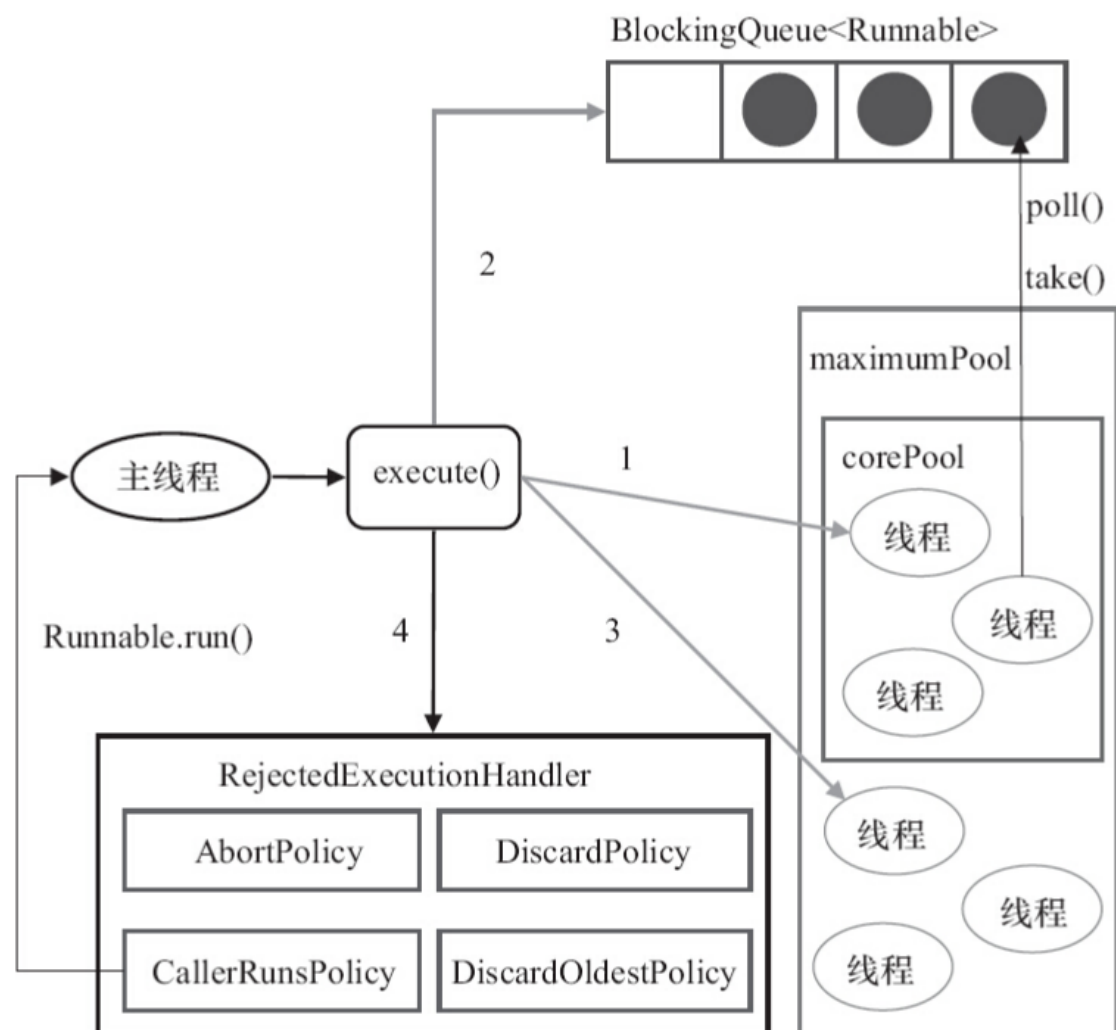 BlockingQueue<Runnable>
poll()
2
take()
maximumPool
1
corePool
主线程
execute()
线程
线程
Runnable.run()
4
3
线程
RejectedExecutionHandler
线程
AbortPolicy
DiscardPolicy
线程
CallerRunsPolicy
DiscardOldestPolicy
线程